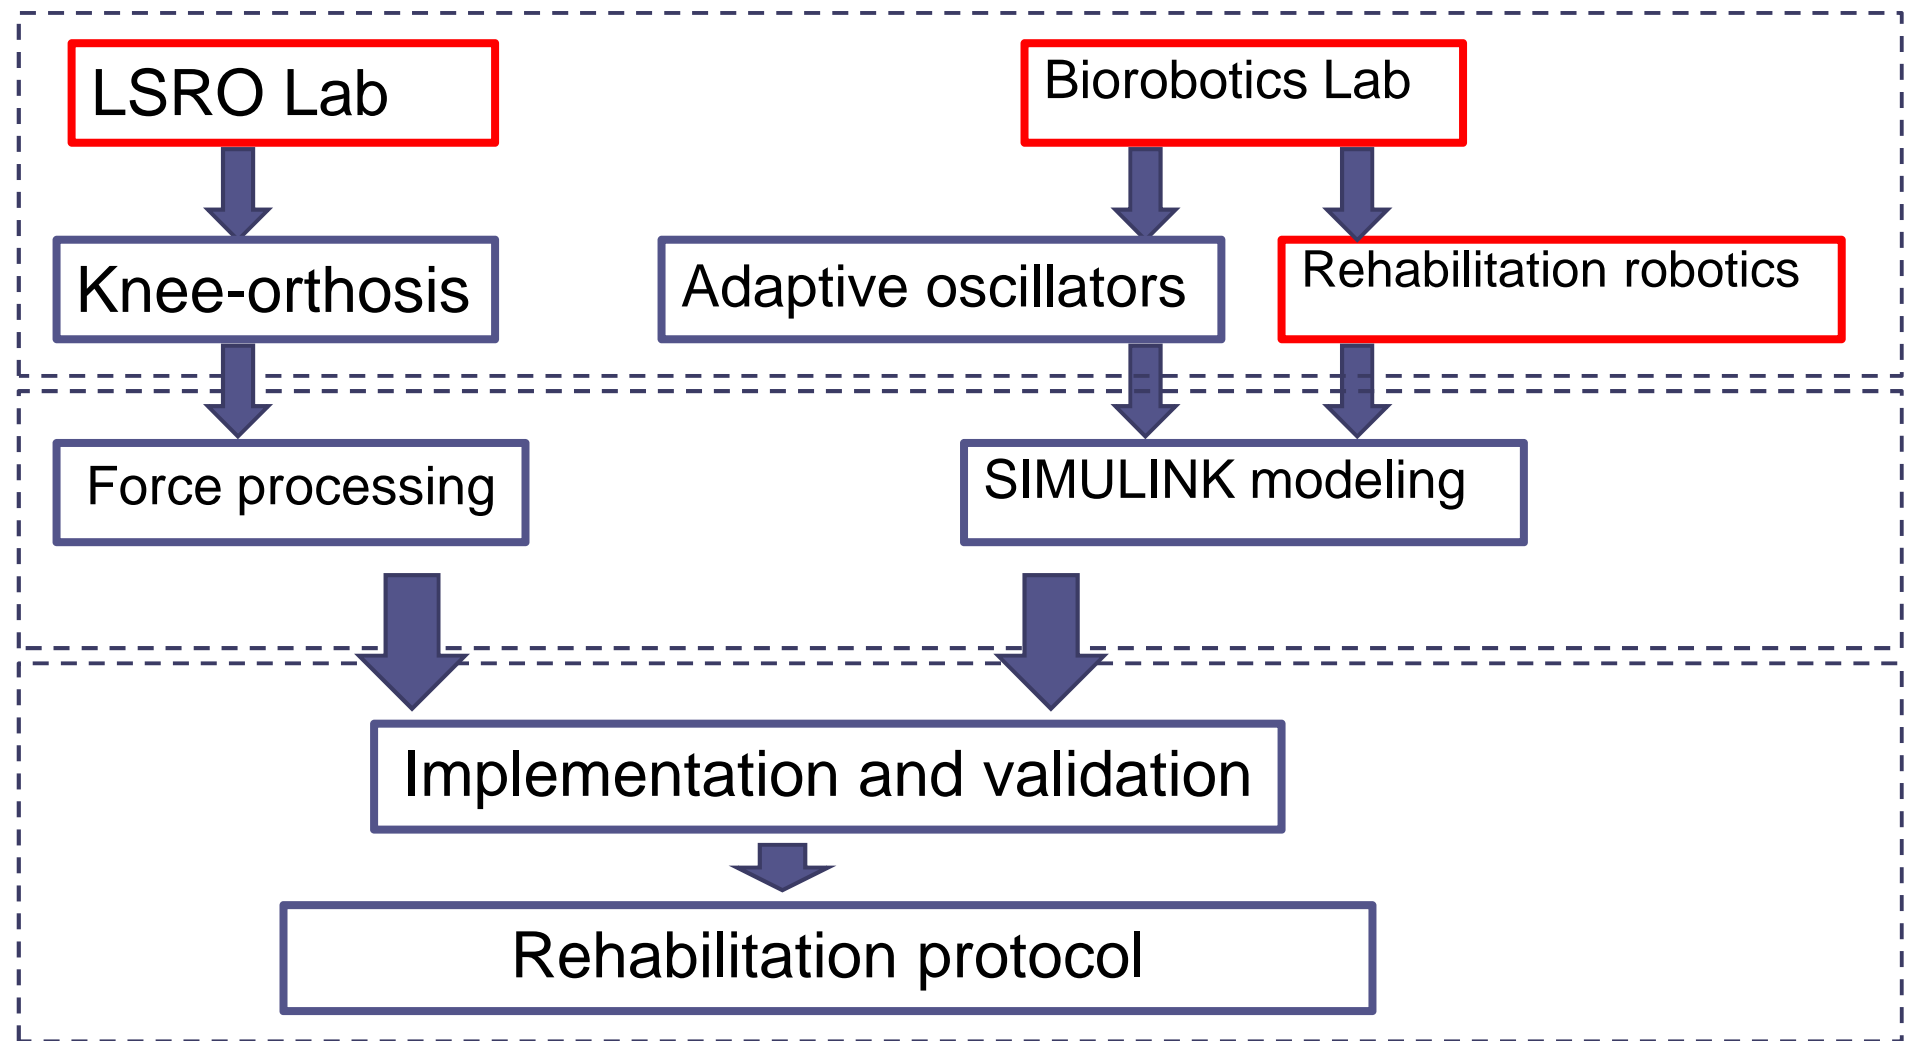 LSRO Lab
Biorobotics Lab
Knee-orthosis
Adaptive oscillators
Rehabilitation robotics
Force processing
SIMULINK modeling
Implementation and validation
Rehabilitation protocol